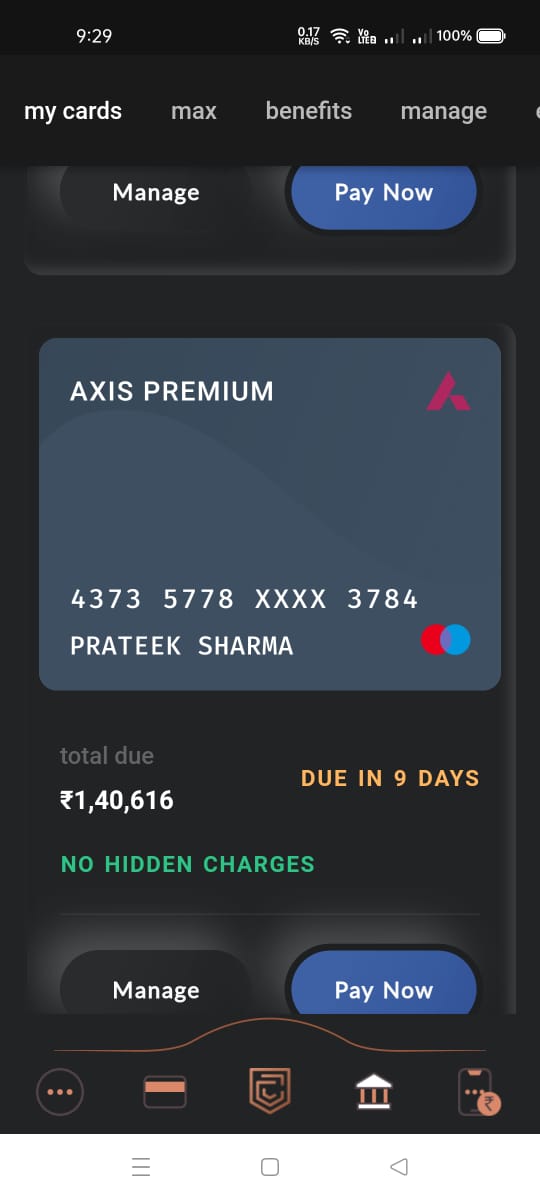 9:29 0.17 KB/S Vo LTE 100%
my cards max benefits manage
Manage Pay Now
AXIS PREMIUM
4373 5778 XXXX 3784
PRATEEK SHARMA
total due
DUE IN 9 DAYS
₹1,40,616
NO HIDDEN CHARGES
Manage Pay Now
₹